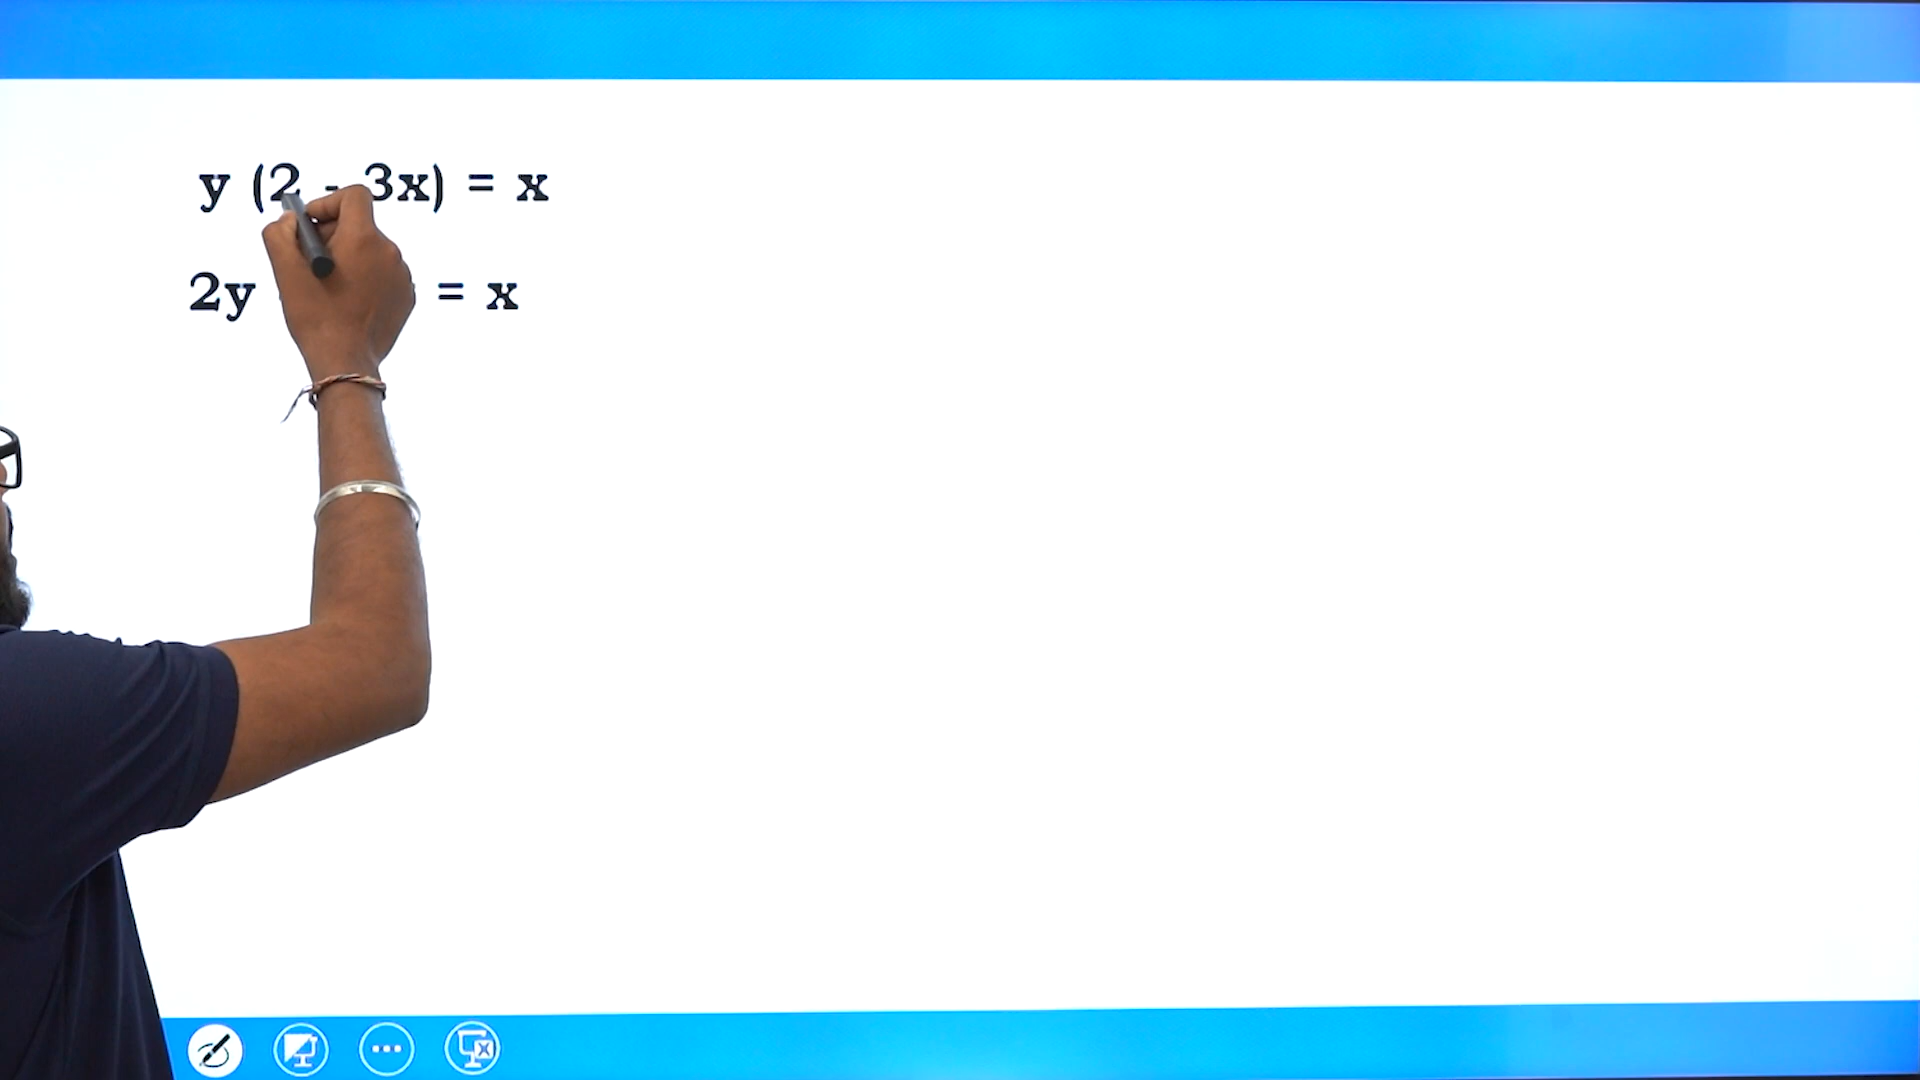 y (2 - 3x) = x
2y = x